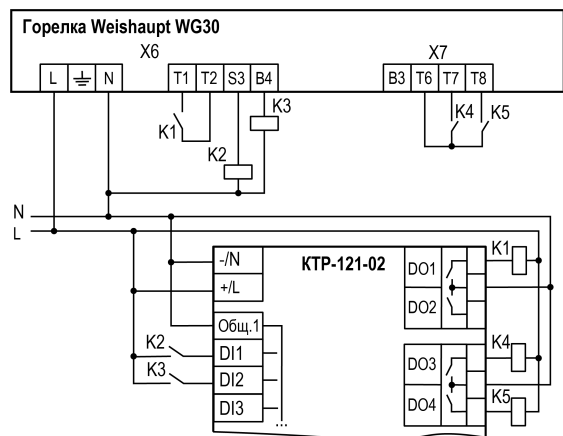 Горелка Weishaupt WG30
X6
X7
L
N
T1
T2
S3
B4
B3
T6
T7
T8
K1
K2
K3
K4
K5
N
L
-/N
+/L
КТР-121-02
DO1
DO2
K1
Общ.1
K2
DI1
K3
DI2
DI3
...
DO3
DO4
K4
K5